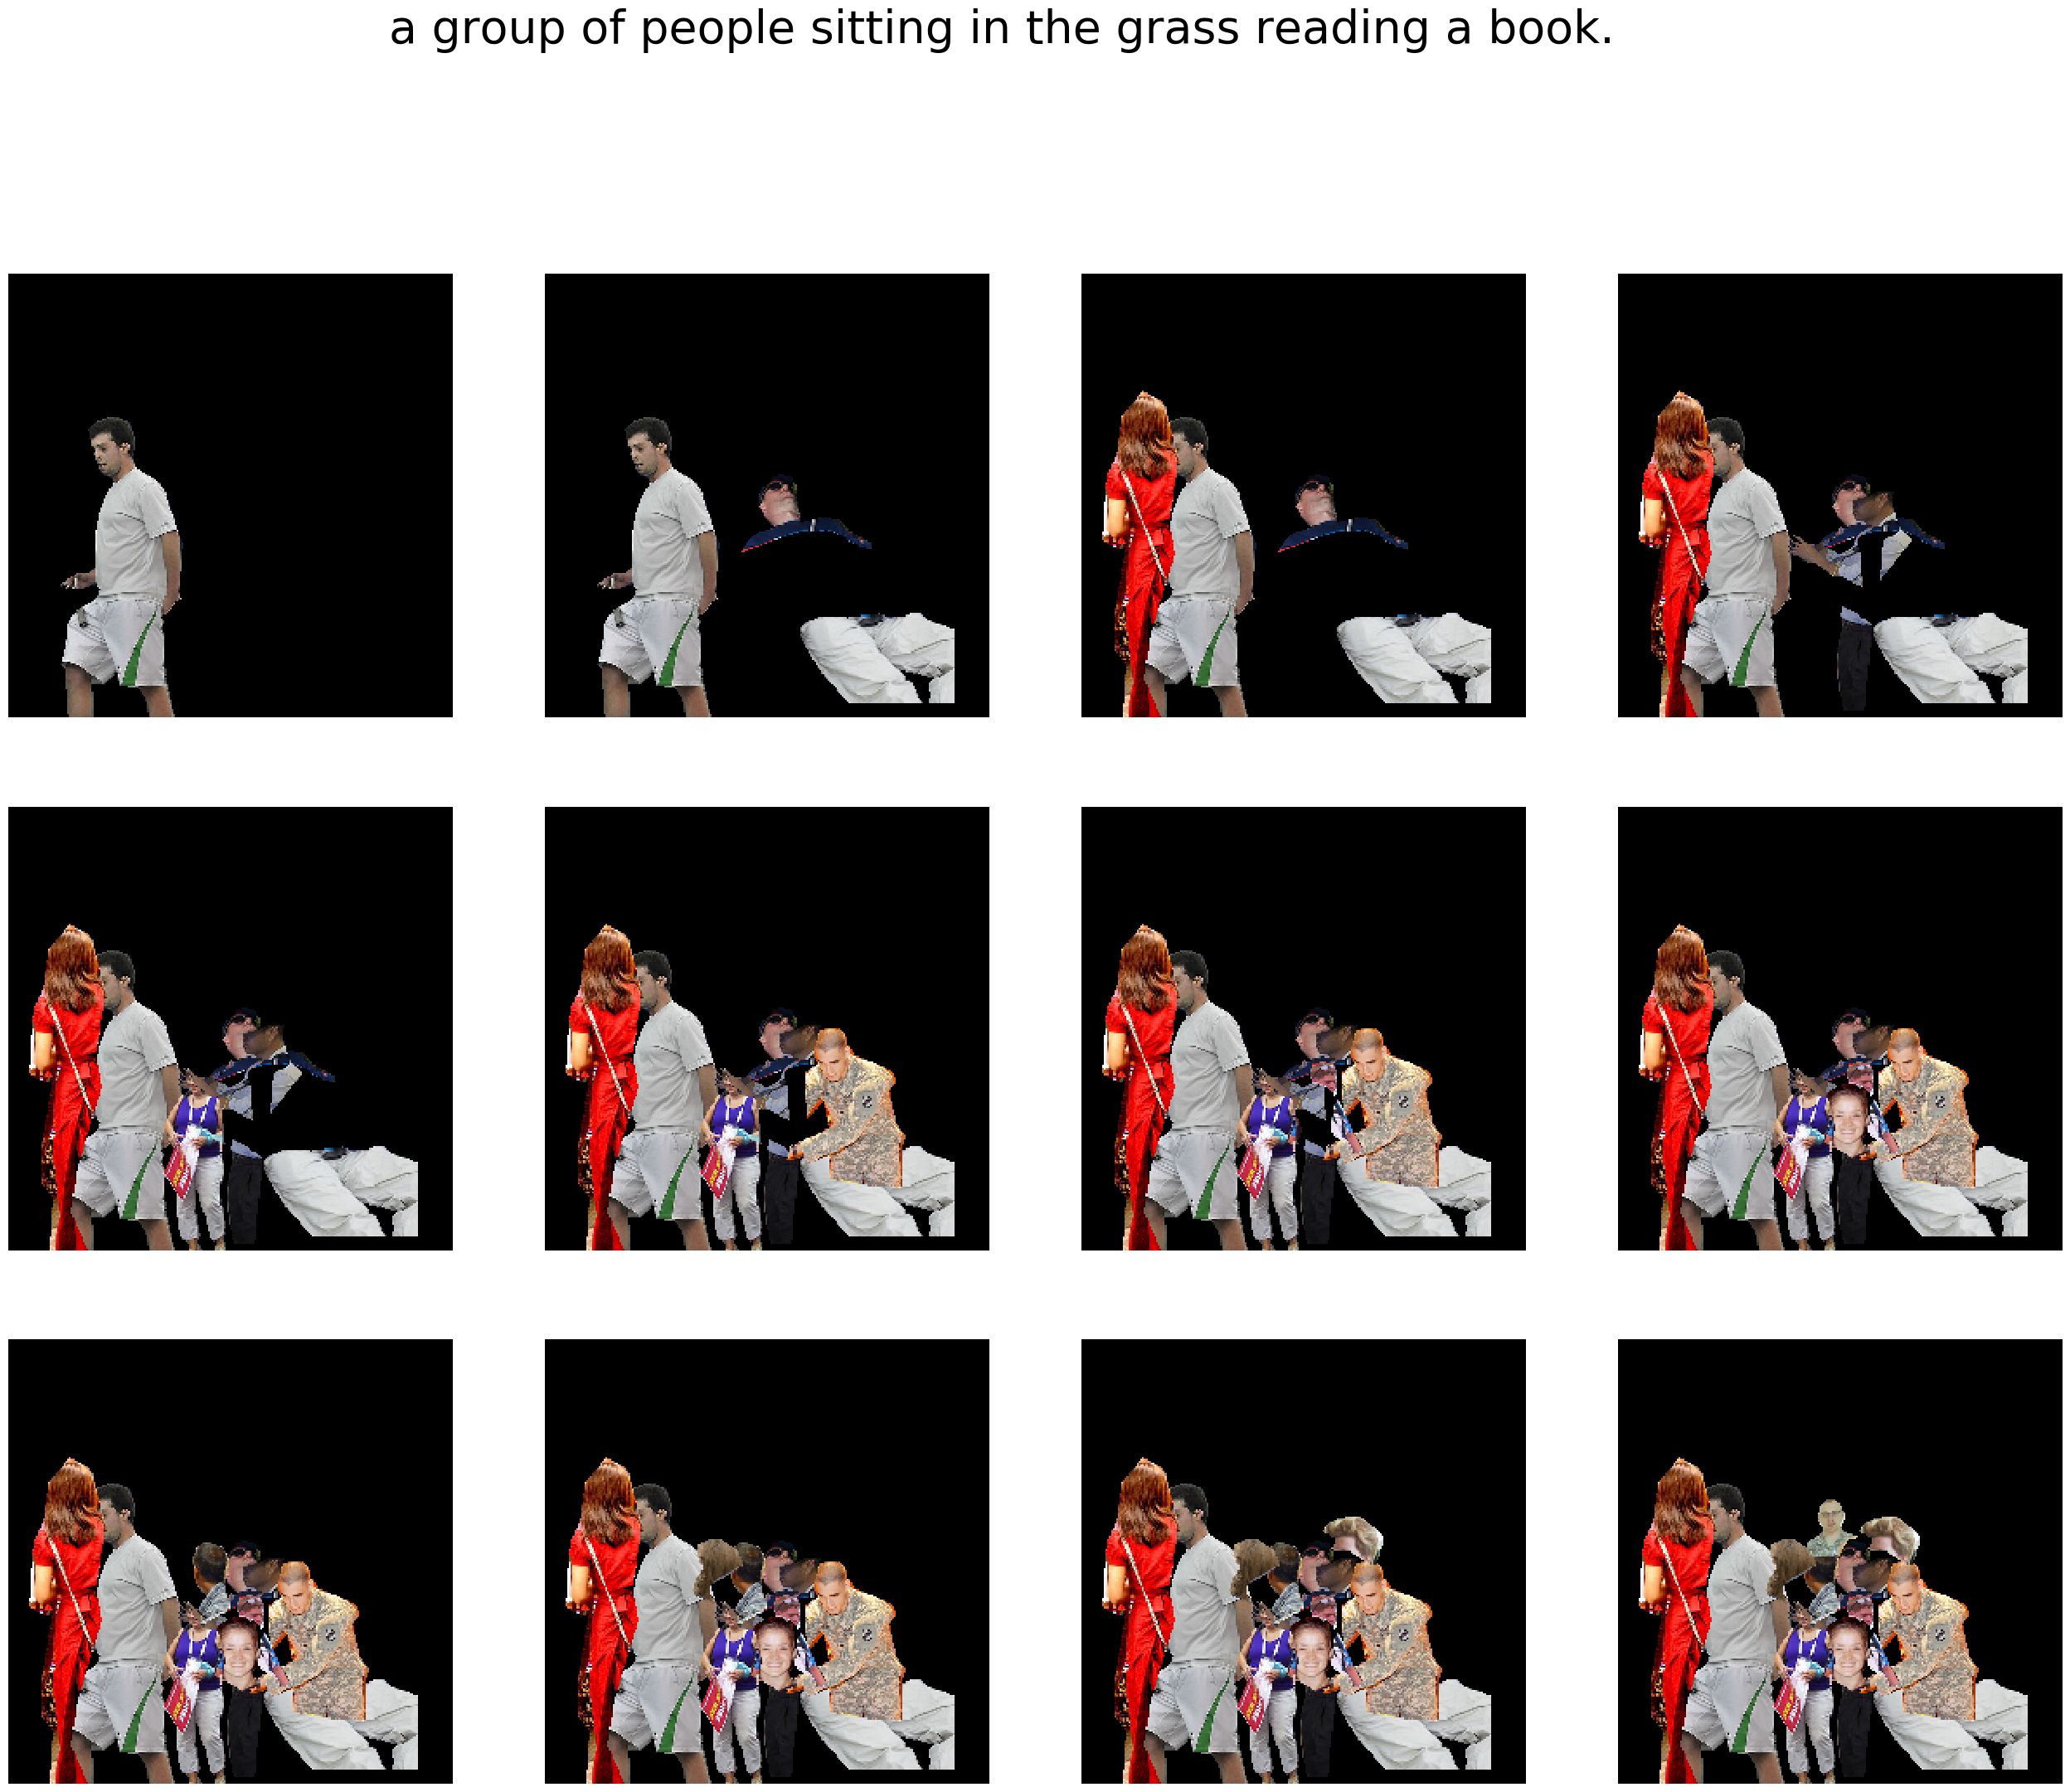 a group of people sitting in the grass reading a book.